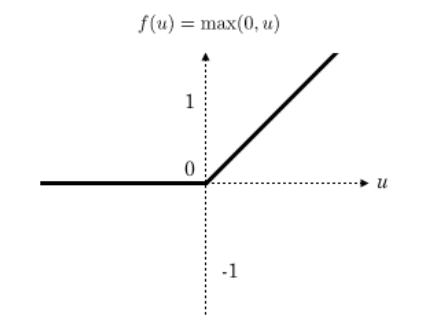 f(u) = max(0, u)
1
0
u
-1